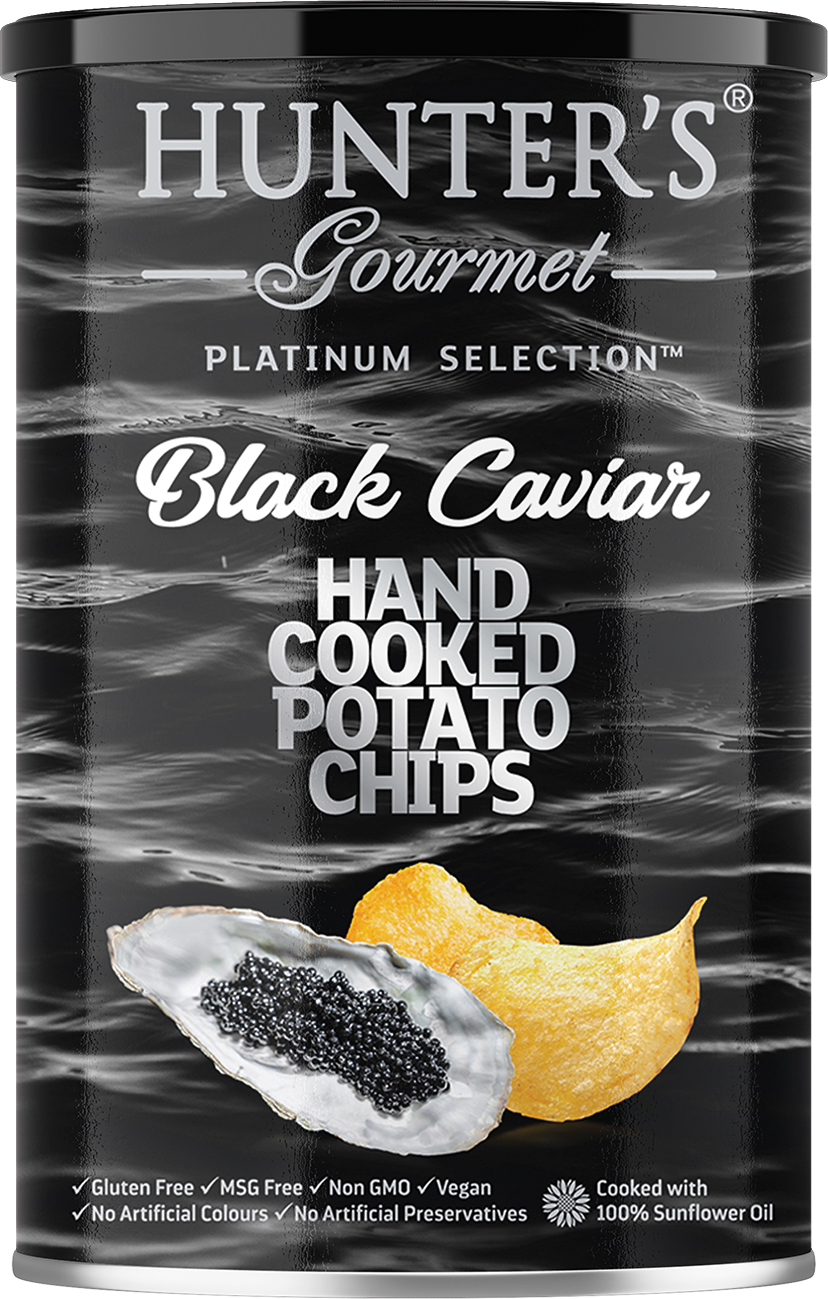 HUNTER'S®
Gourmet
PLATINUM SELECTION™
Black Caviar
HAND
COOKED
POTATO
CHIPS
✓Gluten Free ✓MSG Free ✓Non GMO ✓Vegan
✓No Artificial Colours ✓No Artificial Preservatives
Cooked with
100% Sunflower Oil